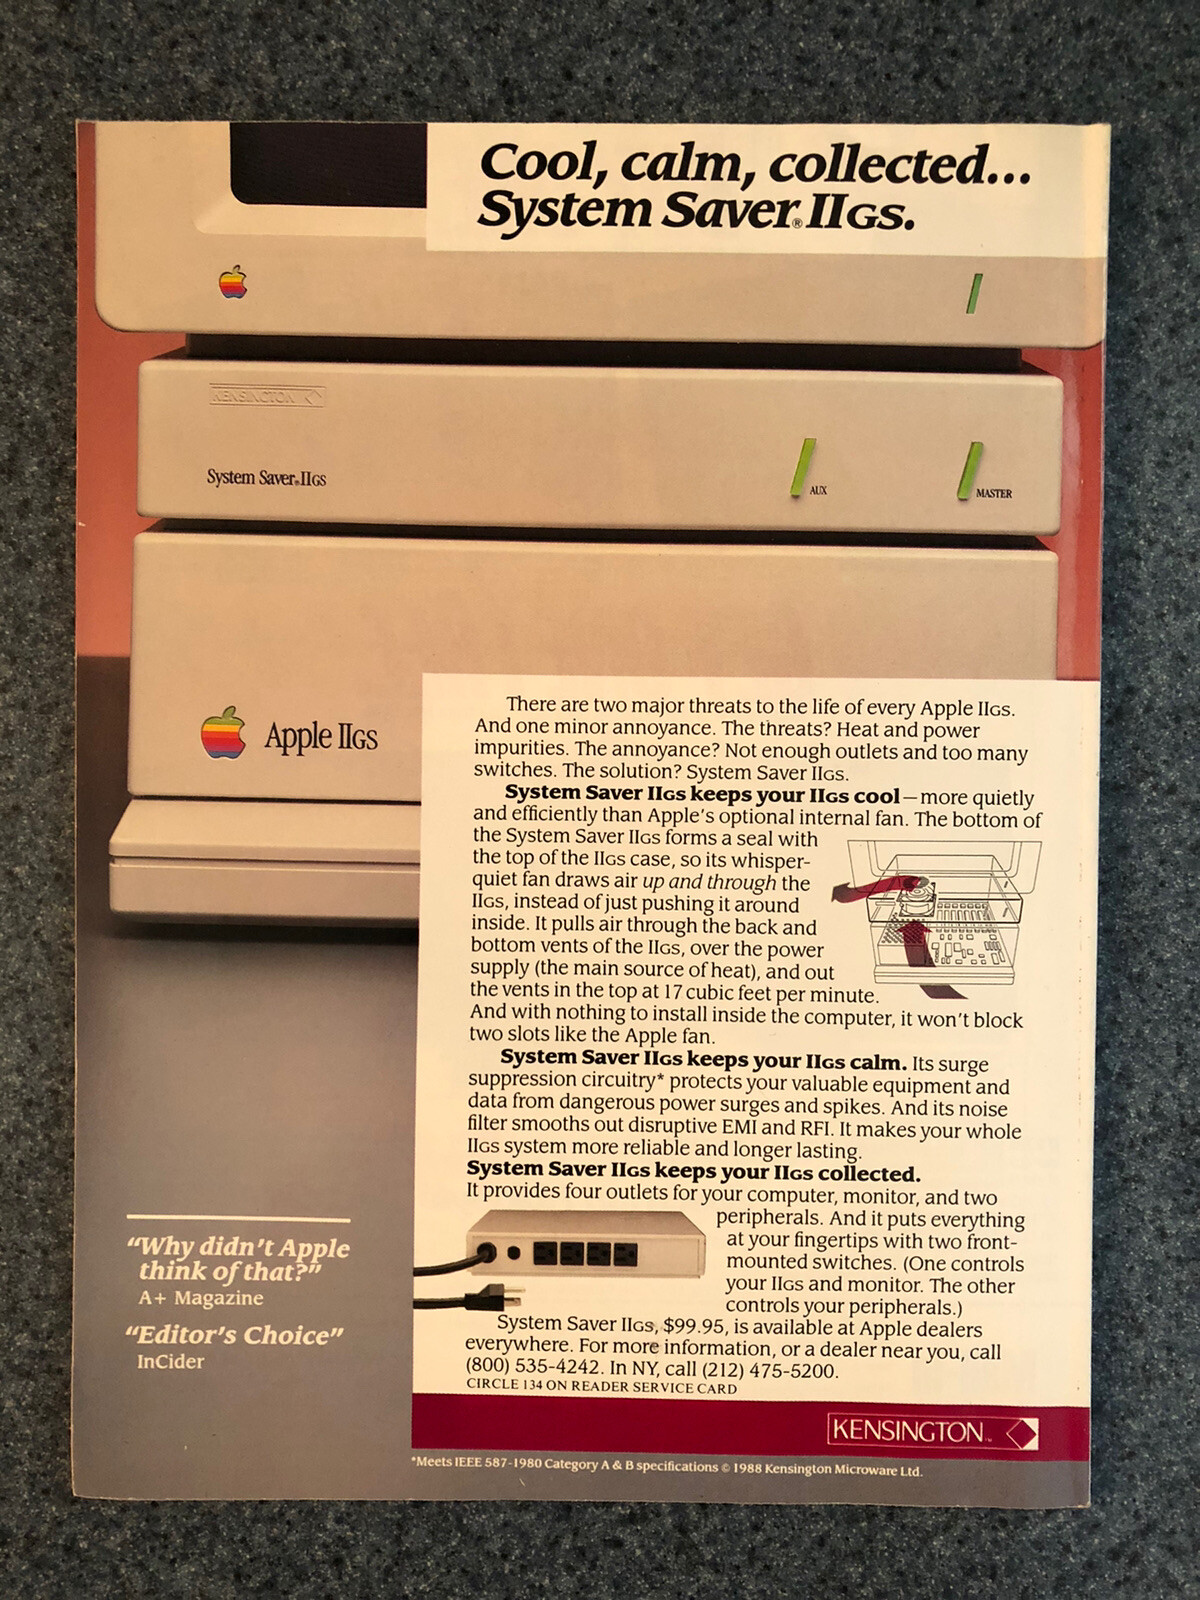 Cool, calm, collected...
System Saver® IIGS.
KENSINGTON
System Saver® IIGS
AUX
MASTER
Apple IIGS
There are two major threats to the life of every Apple IIGS.
And one minor annoyance. The threats? Heat and power
impurities. The annoyance? Not enough outlets and too many
switches. The solution? System Saver IIGS.
System Saver IIGS keeps your IIGS cool—more quietly
and efficiently than Apple's optional internal fan. The bottom of
the System Saver IIGS forms a seal with
the top of the IIGS case, so its whisper-
quiet fan draws air up and through the
IIGS, instead of just pushing it around
inside. It pulls air through the back and
bottom vents of the IIGS, over the power
supply (the main source of heat), and out
the vents in the top at 17 cubic feet per minute.
And with nothing to install inside the computer, it won't block
two slots like the Apple fan.
System Saver IIGS keeps your IIGS calm. Its surge
suppression circuitry* protects your valuable equipment and
data from dangerous power surges and spikes. And its noise
filter smooths out disruptive EMI and RFI. It makes your whole
IIGS system more reliable and longer lasting.
System Saver IIGS keeps your IIGS collected.
It provides four outlets for your computer, monitor, and two
peripherals. And it puts everything
at your fingertips with two front-
mounted switches. (One controls
your IIGS and monitor. The other
controls your peripherals.)
System Saver IIGS, $99.95, is available at Apple dealers
everywhere. For more information, or a dealer near you, call
(800) 535-4242. In NY, call (212) 475-5200.
CIRCLE 134 ON READER SERVICE CARD
"Why didn't Apple
think of that?"
A+ Magazine
"Editor's Choice"
InCider
KENSINGTON™
*Meets IEEE 587-1980 Category A & B specifications © 1988 Kensington Microware Ltd.